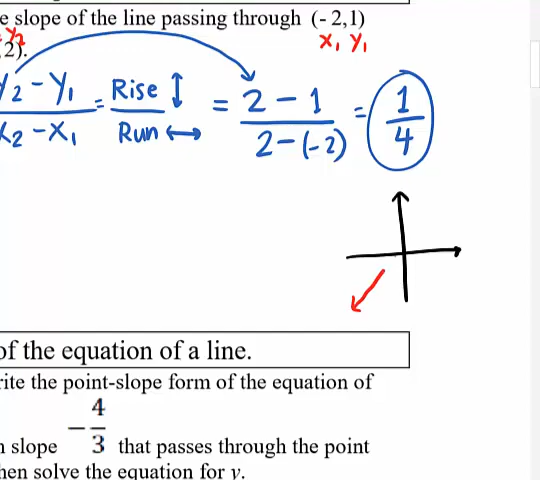 e slope of the line passing through (-2,1)
y2 x1 y1
2).
y2 - y1 / x2 - x1 = Rise ↕ / Run ↔ = 2 - 1 / 2 - (-2) = 1/4
of the equation of a line.
rite the point-slope form of the equation of
n slope -4/3 that passes through the point
hen solve the equation for y.